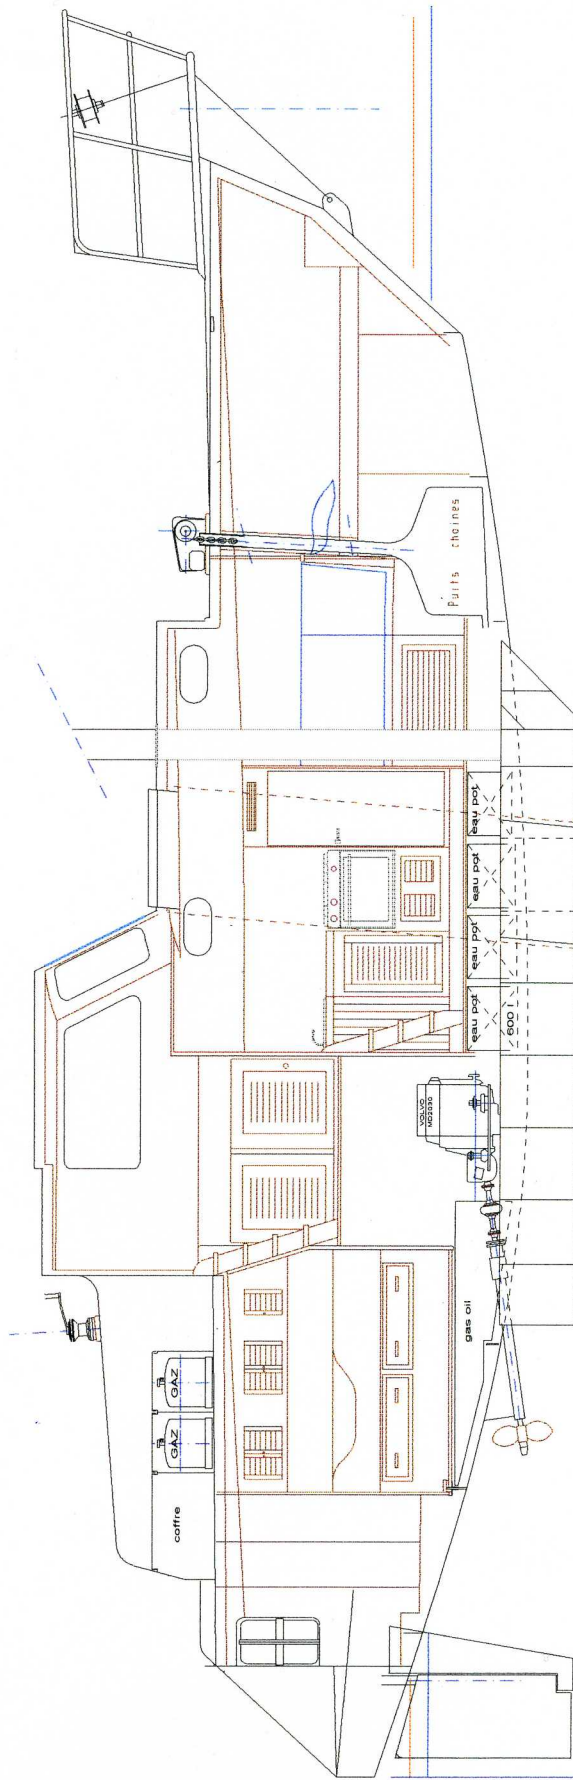 Puits chaines
eau pot
eau pot
eau pot
eau pot
600 l
VOLVO
MD2030
gas oil
GAZ
GAZ
coffre